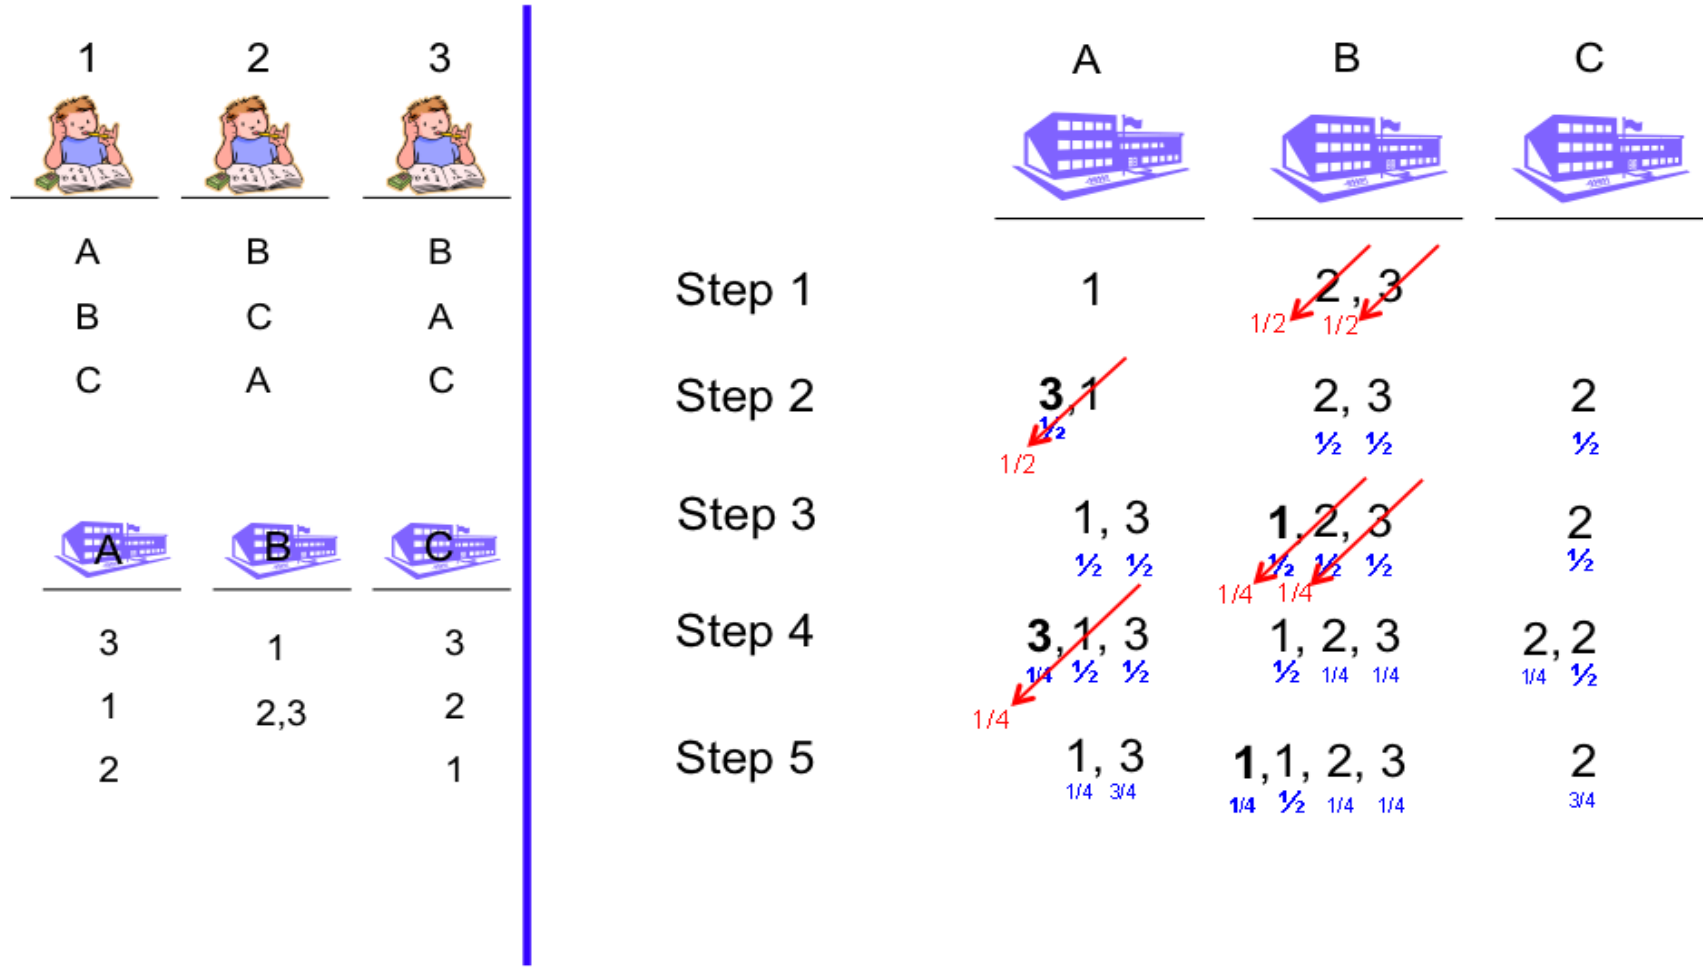 1 2 3
A B B
B C A
C A C
A B C
3 1 3
1 2,3 2
2 1
A B C
Step 1 1 2 , 3
1/2 1/2
Step 2 3,1 2, 3 2
½ ½ ½ ½
1/2
Step 3 1, 3 1, 2, 3 2
½ ½ ½ ½ ½ ½
1/4 1/4
Step 4 3, 1, 3 1, 2, 3 2, 2
1/4 ½ ½ ½ 1/4 1/4 1/4 ½
1/4
Step 5 1, 3 1,1, 2, 3 2
1/4 3/4 1/4 ½ 1/4 1/4 3/4